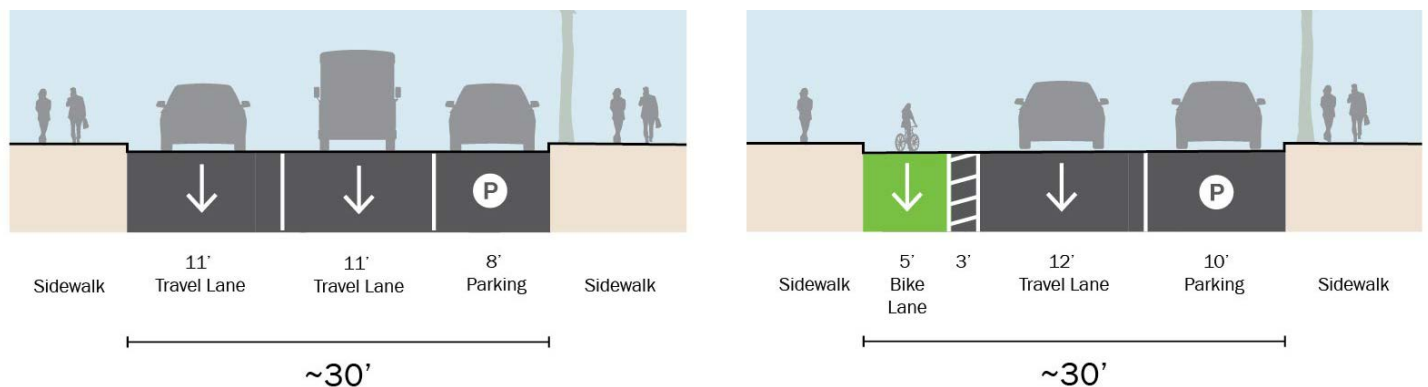 P
11'
Travel Lane
11'
Travel Lane
8'
Parking
Sidewalk
Sidewalk
~30'
P
5'
Bike
Lane
3'
12'
Travel Lane
10'
Parking
Sidewalk
Sidewalk
~30'